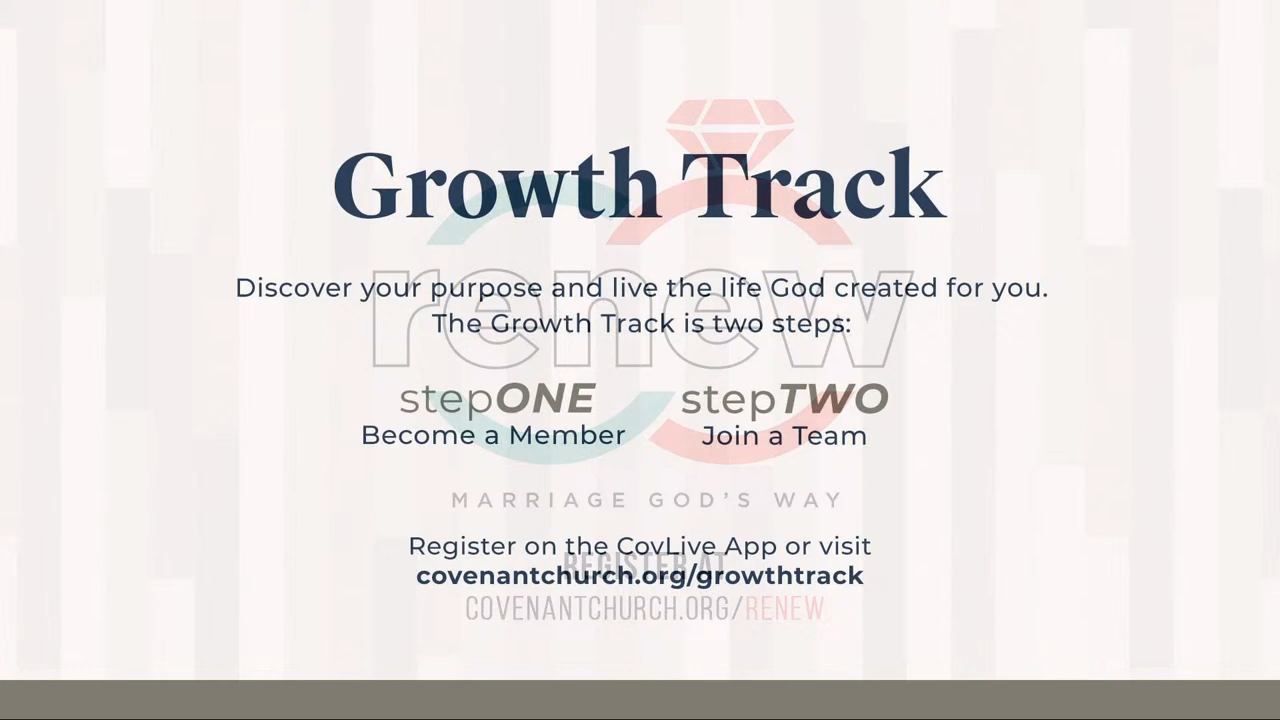 Growth Track
renew
Discover your purpose and live the life God created for you.
The Growth Track is two steps:
stepONE stepTWO
Become a Member Join a Team
MARRIAGE GOD'S WAY
Register on the CovLive App or visit
REGISTER AT
covenantchurch.org/growthtrack
COVENANTCHURCH.ORG/RENEW